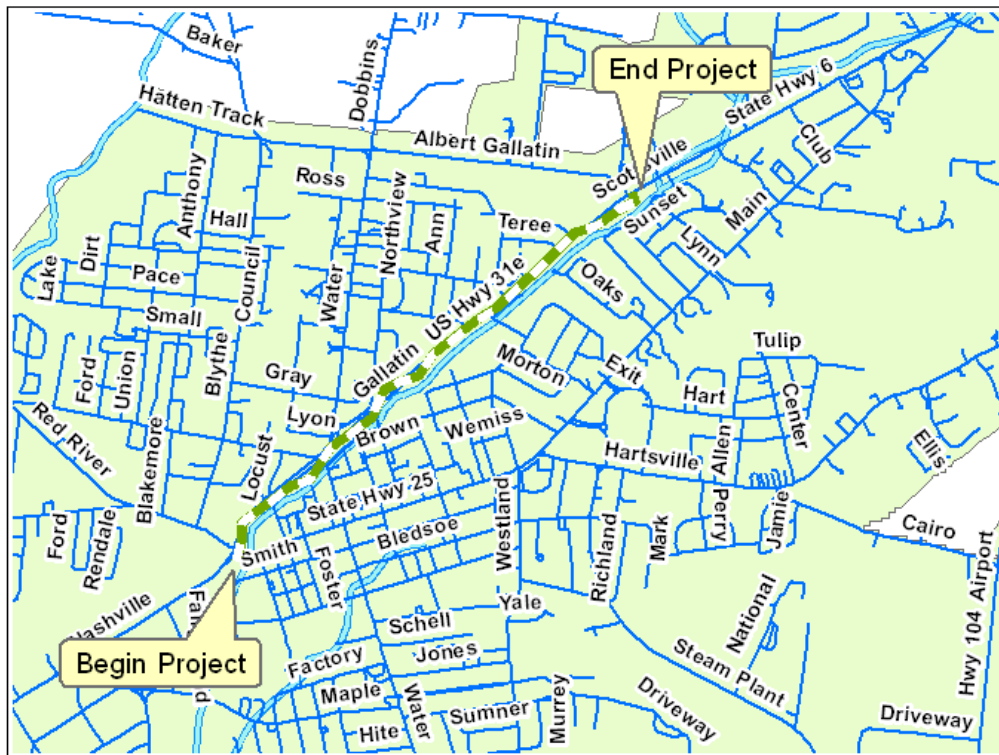 Baker
Dobbins
End Project
State Hwy 6
Hatten Track
Albert Gallatin
Club
Scottsville
Anthony
Ross
Northview
Ann
Hall
Teree
Sunset
Main
Lynn
Dirt
Council
Lake
Pace
Water
US Hwy 31e
Oaks
Small
Blythe
Gallatin
Morton
Exit
Tulip
Ford
Union
Gray
Hart
Center
Lyon
Brown
Wemiss
Allen
Red River
Blakemore
Locust
Hartsville
Ellis
State Hwy 25
Westland
Perry
Jamie
Ford
Rendale
Smith
Bledsoe
Richland
Mark
Cairo
Foster
Nashville
Yale
National
Hwy 104 Airport
Schell
Begin Project
Factory
Jones
Steam Plant
Maple
Water
Sumner
Murrey
Driveway
Driveway
Hite